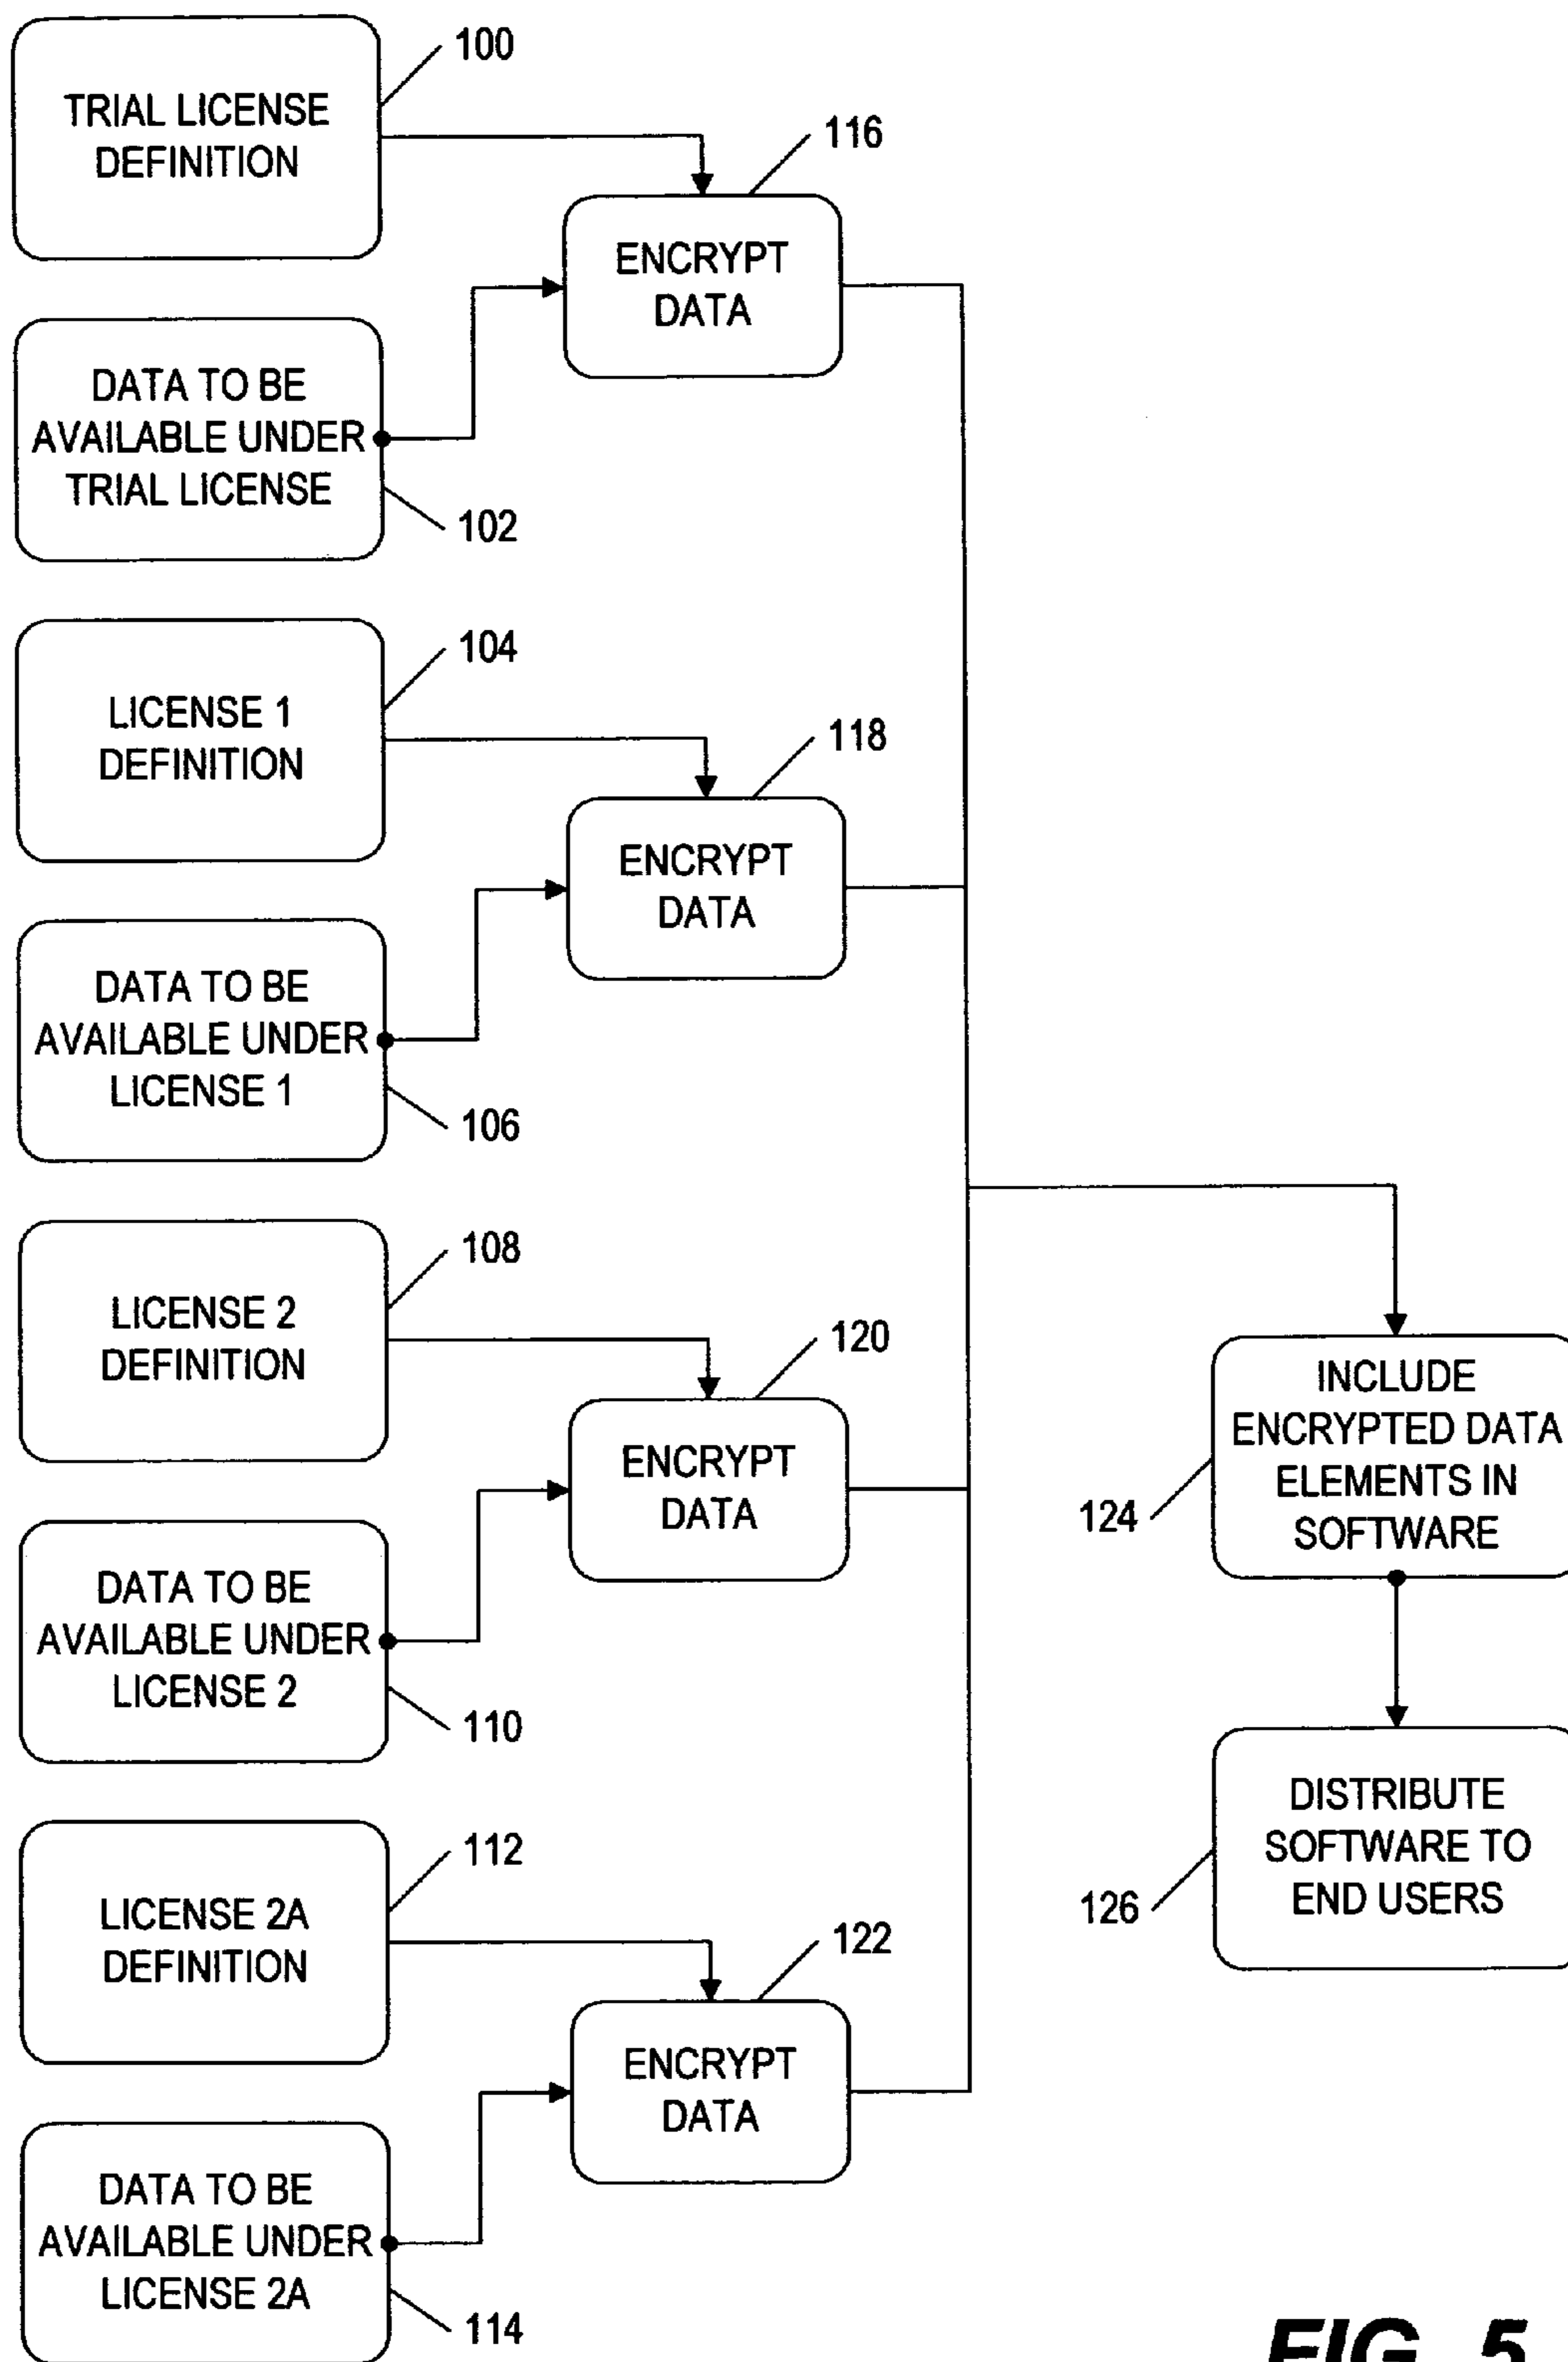 100
TRIAL LICENSE
DEFINITION
116
ENCRYPT
DATA
DATA TO BE
AVAILABLE UNDER
TRIAL LICENSE
102
104
LICENSE 1
DEFINITION
118
ENCRYPT
DATA
DATA TO BE
AVAILABLE UNDER
LICENSE 1
106
108
LICENSE 2
DEFINITION
120
ENCRYPT
DATA
DATA TO BE
AVAILABLE UNDER
LICENSE 2
110
112
LICENSE 2A
DEFINITION
122
ENCRYPT
DATA
DATA TO BE
AVAILABLE UNDER
LICENSE 2A
114
INCLUDE
ENCRYPTED DATA
ELEMENTS IN
SOFTWARE
124
DISTRIBUTE
SOFTWARE TO
END USERS
126
FIG. 5